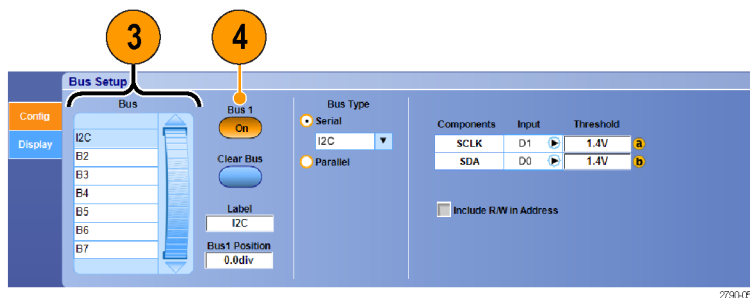 3
4
Bus Setup
Config
Display
Bus
I2C
B2
B3
B4
B5
B6
B7
Bus 1
On
Clear Bus
Label
I2C
Bus1 Position
0.0div
Bus Type
Serial
I2C
Parallel
Components Input Threshold
SCLK D1 1.4V a
SDA D0 1.4V b
Include R/W in Address